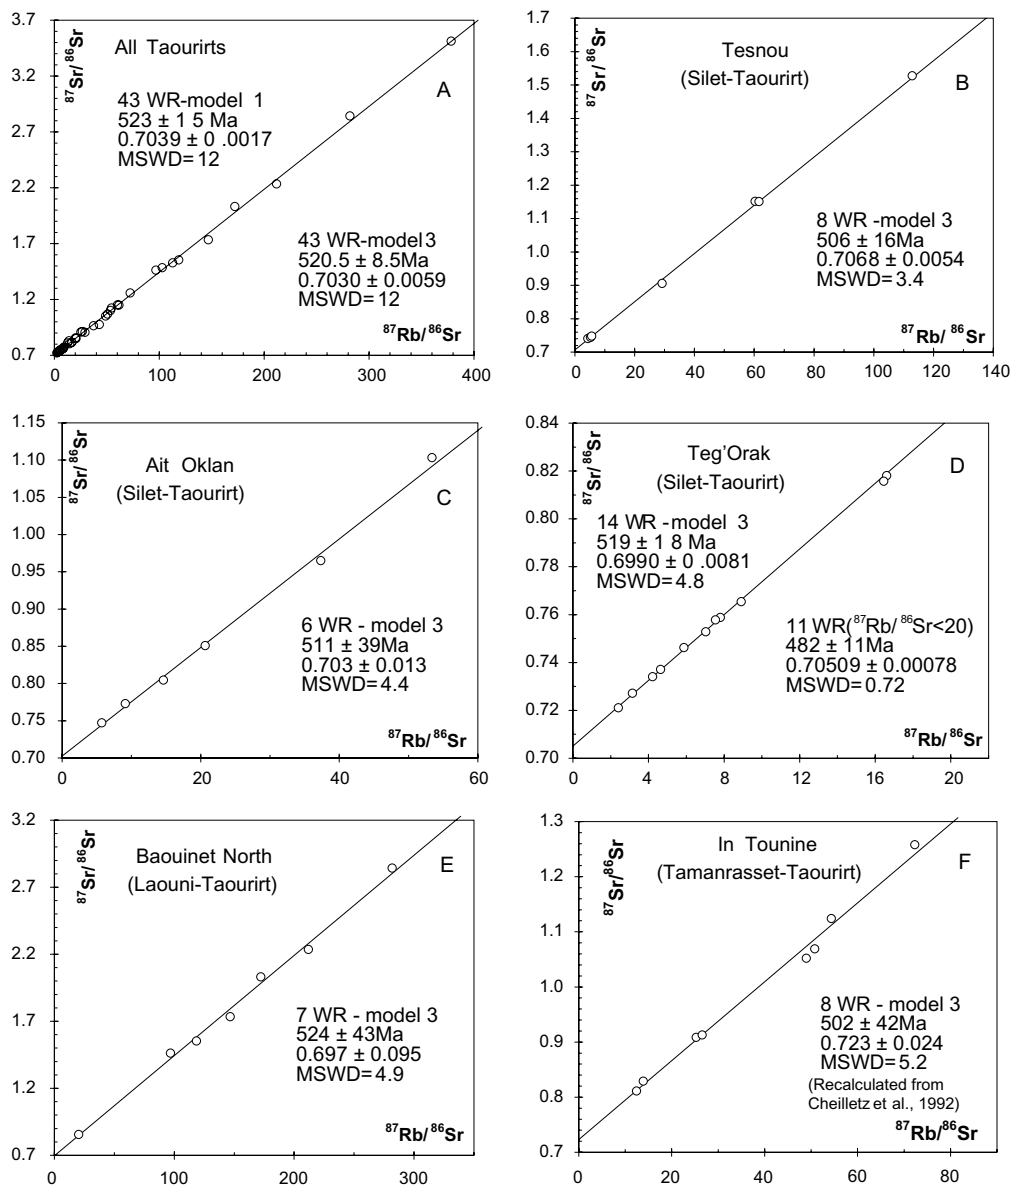 3.7
3.2
2.7
2.2
1.7
1.2
0.7
87Sr/86Sr
All Taourirts
A
43 WR-model 1
523 ± 1 5 Ma
0.7039 ± 0 .0017
MSWD= 12
43 WR-model3
520.5 ± 8.5Ma
0.7030 ± 0.0059
MSWD= 12
87Rb/86Sr
0 100 200 300 400
1.7
1.6
1.5
1.4
1.3
1.2
1.1
1.0
0.9
0.8
0.7
87Sr/86Sr
Tesnou
(Silet-Taourirt)
B
8 WR -model 3
506 ± 16Ma
0.7068 ± 0.0054
MSWD=3.4
87Rb/86Sr
0 20 40 60 80 100 120 140
1.15
1.10
1.05
1.00
0.95
0.90
0.85
0.80
0.75
0.70
87Sr/86Sr
Ait Oklan
(Silet-Taourirt)
C
6 WR - model 3
511 ± 39Ma
0.703 ± 0.013
MSWD=4.4
87Rb/86Sr
0 20 40 60
0.84
0.82
0.80
0.78
0.76
0.74
0.72
0.70
87Sr/86Sr
Teg'Orak
(Silet-Taourirt)
D
14 WR -model 3
519 ± 1 8 Ma
0.6990 ± 0 .0081
MSWD=4.8
11 WR(87Rb/86Sr<20)
482 ± 11Ma
0.70509 ± 0.00078
MSWD=0.72
87Rb/86Sr
0 4 8 12 16 20
3.2
2.7
2.2
1.7
1.2
0.7
87Sr/86Sr
Baouinet North
(Laouni-Taourirt)
E
7 WR - model 3
524 ± 43Ma
0.697 ± 0.095
MSWD=4.9
87Rb/86Sr
0 100 200 300
1.3
1.2
1.1
1.0
0.9
0.8
0.7
87Sr/86Sr
In Tounine
(Tamanrasset-Taourirt)
F
8 WR - model 3
502 ± 42Ma
0.723 ± 0.024
MSWD=5.2
(Recalculated from
Cheilletz et al., 1992)
87Rb/86Sr
0 20 40 60 80